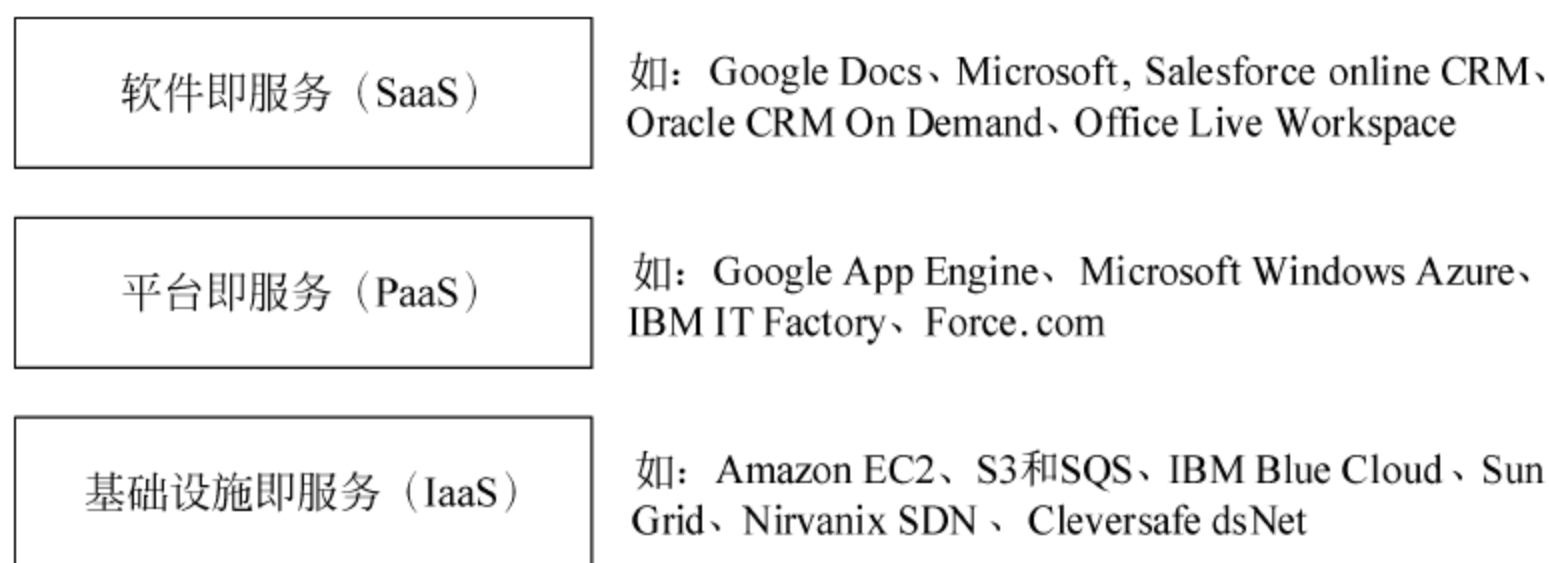 软件即服务（SaaS）
如：Google Docs、Microsoft, Salesforce online CRM、
Oracle CRM On Demand、Office Live Workspace
平台即服务（PaaS）
如：Google App Engine、Microsoft Windows Azure、
IBM IT Factory、Force.com
基础设施即服务（IaaS）
如：Amazon EC2、S3和SQS、IBM Blue Cloud、Sun
Grid、Nirvanix SDN、Cleversafe dsNet